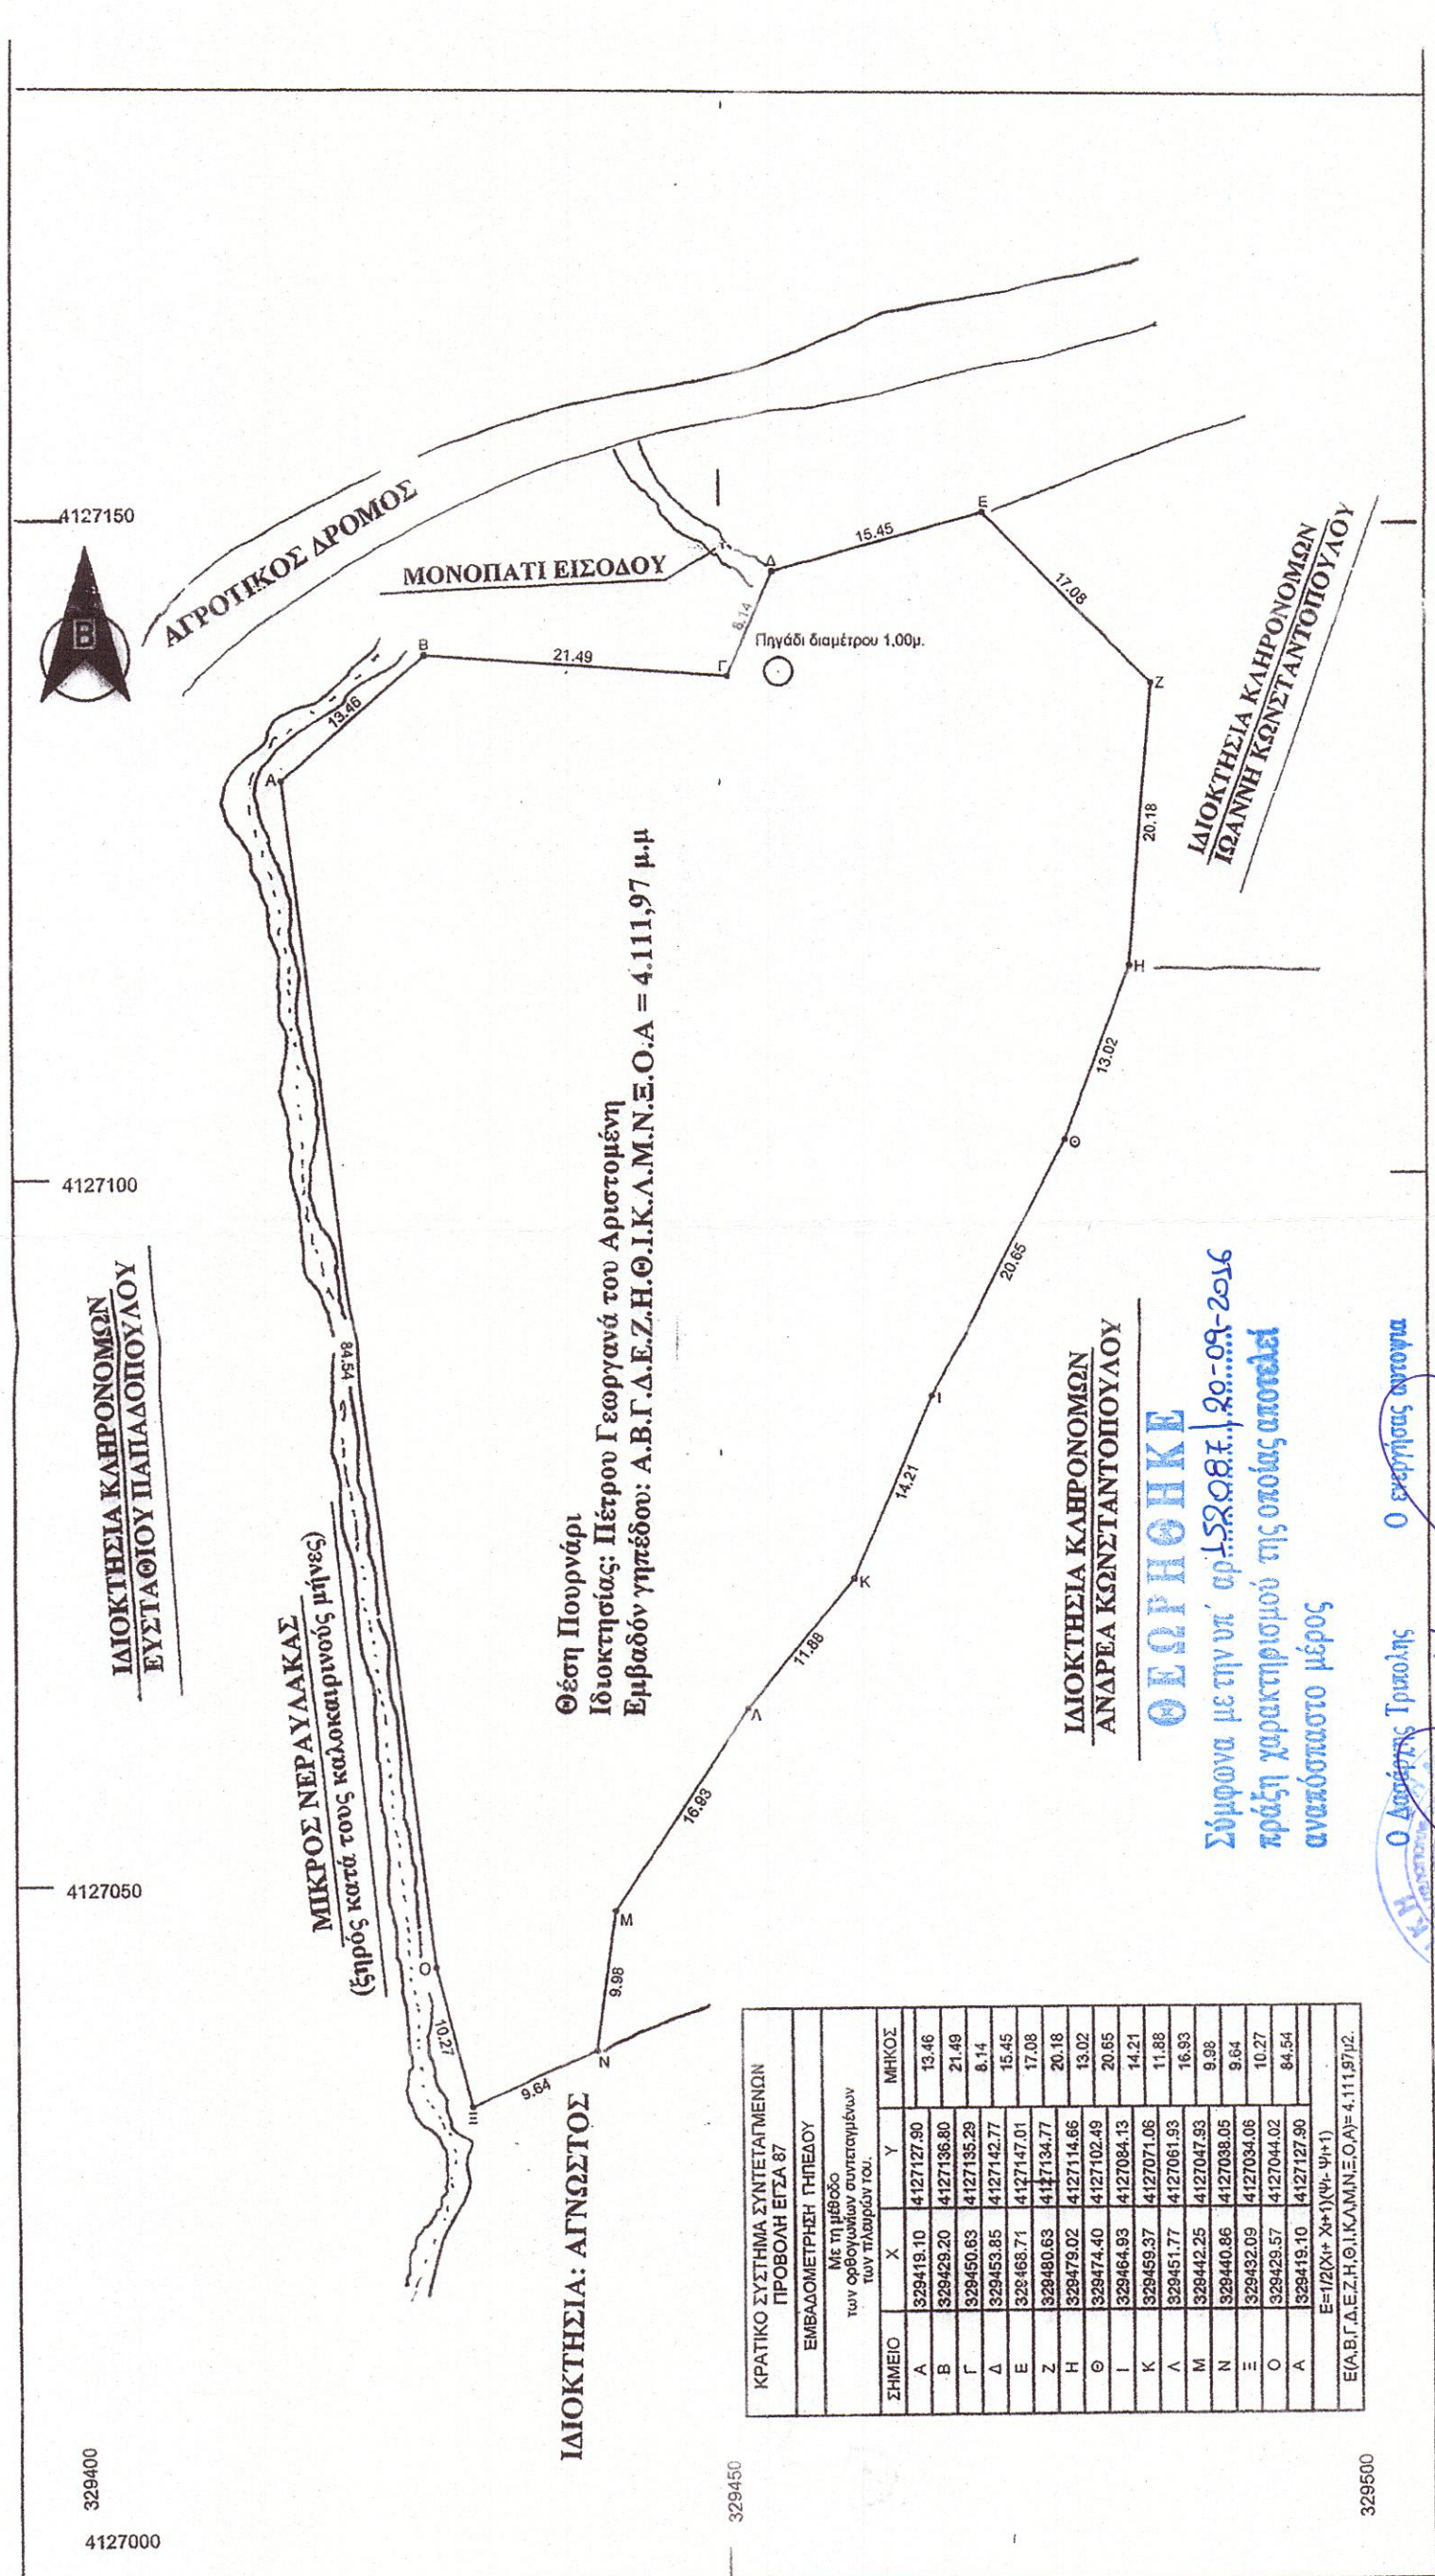 4127150
Β
ΑΓΡΟΤΙΚΟΣ ΔΡΟΜΟΣ
ΜΟΝΟΠΑΤΙ ΕΙΣΟΔΟΥ
Πηγάδι διαμέτρου 1,00μ.
Α
13.46
Β
21.49
Γ
8.14
Δ
15.45
Ε
17.08
Ζ
20.18
Η
13.02
Θ
20.65
Ι
14.21
Κ
11.88
Λ
16.93
Μ
9.98
Ν
9.64
Ξ
10.27
Ο
84.54
ΙΔΙΟΚΤΗΣΙΑ ΚΛΗΡΟΝΟΜΩΝ
ΙΩΑΝΝΗ ΚΩΝΣΤΑΝΤΟΠΟΥΛΟΥ
4127100
ΙΔΙΟΚΤΗΣΙΑ ΚΛΗΡΟΝΟΜΩΝ
ΕΥΣΤΑΘΙΟΥ ΠΑΠΑΔΟΠΟΥΛΟΥ
ΜΙΚΡΟΣ ΝΕΡΑΥΛΑΚΑΣ
(ξηρός κατά τους καλοκαιρινούς μήνες)
Θέση Πουρνάρι
Ιδιοκτησίας: Πέτρου Γεωργανά του Αριστομένη
Εμβαδόν γηπέδου: Α.Β.Γ.Δ.Ε.Ζ.Η.Θ.Ι.Κ.Λ.Μ.Ν.Ξ.Ο.Α = 4.111,97 μ.μ
ΙΔΙΟΚΤΗΣΙΑ ΚΛΗΡΟΝΟΜΩΝ
ΑΝΔΡΕΑ ΚΩΝΣΤΑΝΤΟΠΟΥΛΟΥ
ΘΕΩΡΗΘΗΚΕ
Σύμφωνα με την υπ' αρ. 152087/20-09-2016
πράξη χαρακτηρισμού της οποίας αποτελεί
αναπόσπαστο μέρος
Ο Δασάρχης Τριπολης
Ο ενεργήσας αυτοψια
4127050
ΙΔΙΟΚΤΗΣΙΑ: ΑΓΝΩΣΤΟΣ
ΚΡΑΤΙΚΟ ΣΥΣΤΗΜΑ ΣΥΝΤΕΤΑΓΜΕΝΩΝ
ΠΡΟΒΟΛΗ ΕΓΣΑ 87
ΕΜΒΑΔΟΜΕΤΡΗΣΗ ΓΗΠΕΔΟΥ
Με τη μέθοδο
των ορθογωνίων συντεταγμένων
των πλευρών του.
ΣΗΜΕΙΟ Χ Υ ΜΗΚΟΣ
Α 329419.10 4127127.90 13.46
Β 329429.20 4127136.80 21.49
Γ 329450.63 4127135.29 8.14
Δ 329453.85 4127142.77 15.45
Ε 329468.71 4127147.01 17.08
Ζ 329480.63 4127134.77 20.18
Η 329479.02 4127114.66 13.02
Θ 329474.40 4127102.49 20.65
Ι 329464.93 4127084.13 14.21
Κ 329459.37 4127071.06 11.88
Λ 329451.77 4127061.93 16.93
Μ 329442.25 4127047.93 9.98
Ν 329440.86 4127038.05 9.64
Ξ 329432.09 4127034.06 10.27
Ο 329429.57 4127044.02 84.54
Α 329419.10 4127127.90
Ε=1/2(Χι+ Χι+1)(Ψι- Ψι+1)
Ε(Α,Β,Γ,Δ,Ε,Ζ,Η,Θ,Ι,Κ,Λ,Μ,Ν,Ξ,Ο,Α)= 4.111,97μ2.
329400
329450
329500
4127000